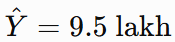 Ŷ = 9.5 lakh